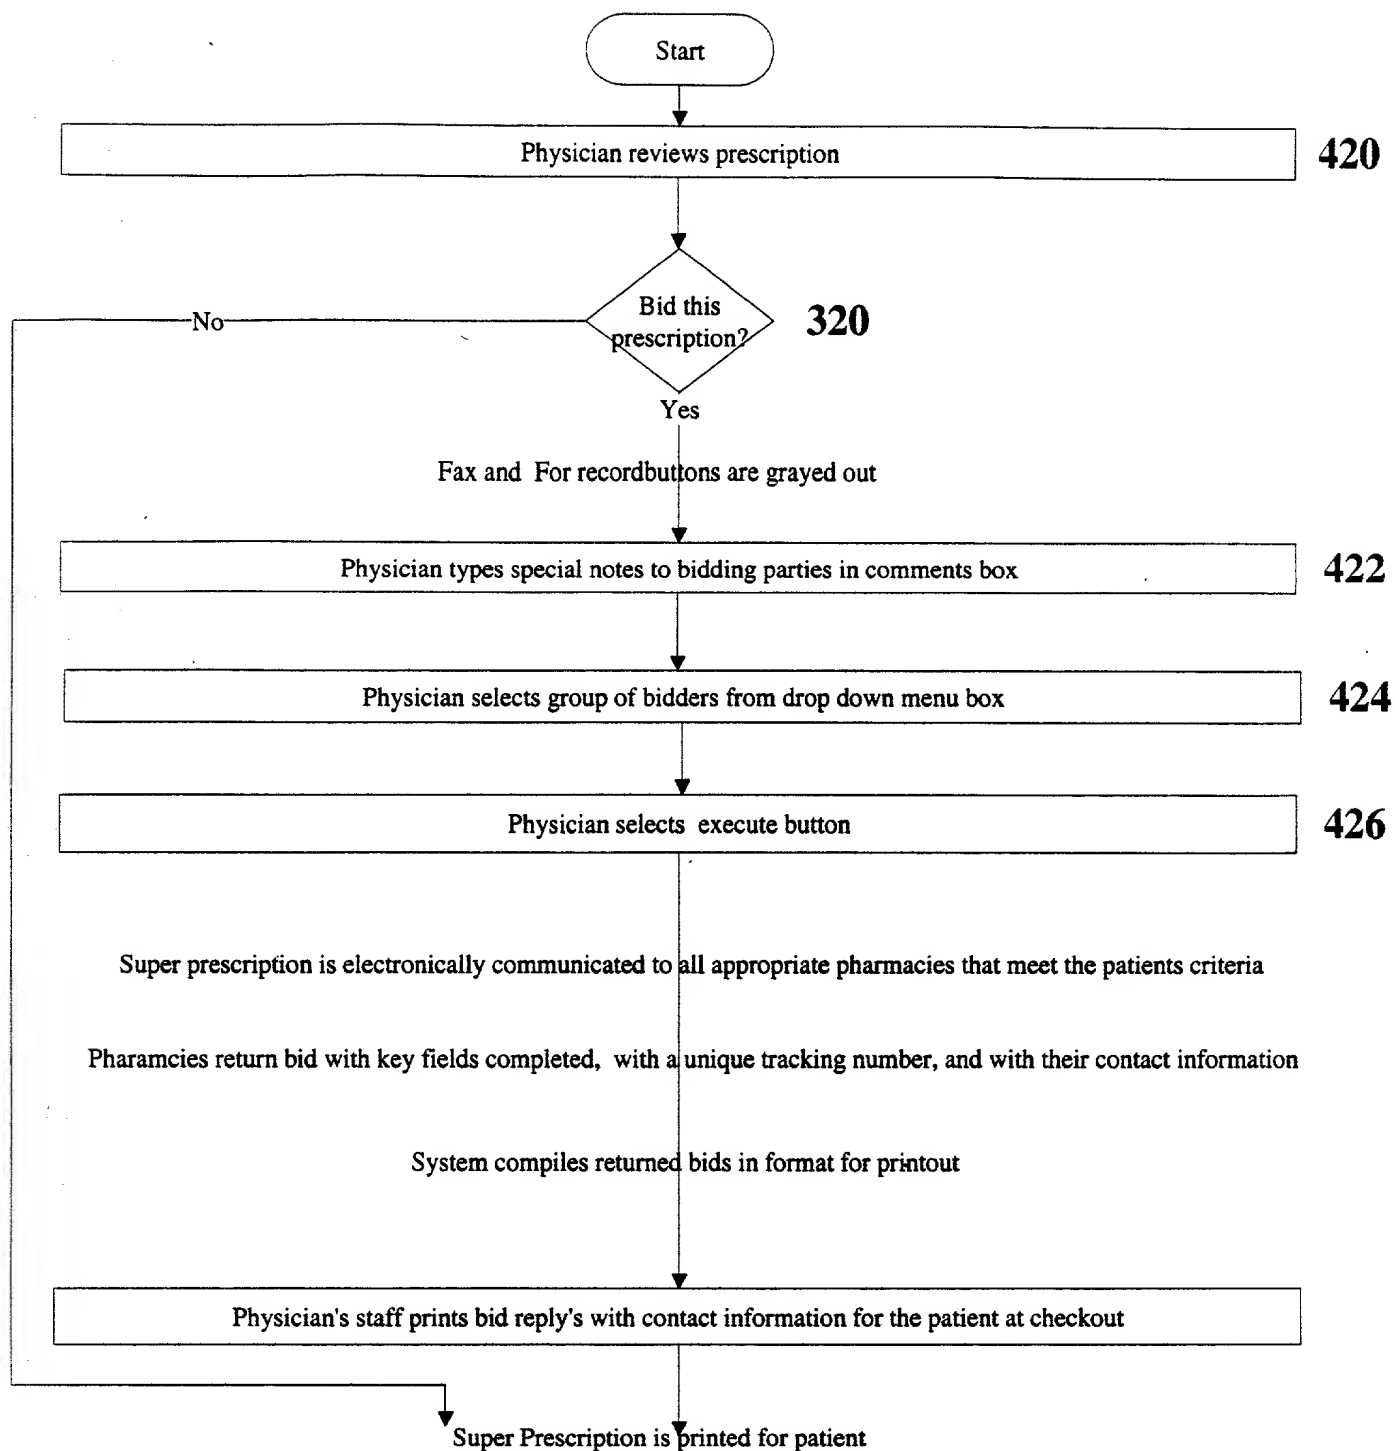 Start
Physician reviews prescription
420
Bid this
prescription?
320
No
Yes
Fax and For recordbuttons are grayed out
Physician types special notes to bidding parties in comments box
422
Physician selects group of bidders from drop down menu box
424
Physician selects execute button
426
Super prescription is electronically communicated to all appropriate pharmacies that meet the patients criteria
Pharamcies return bid with key fields completed, with a unique tracking number, and with their contact information
System compiles returned bids in format for printout
Physician's staff prints bid reply's with contact information for the patient at checkout
Super Prescription is printed for patient